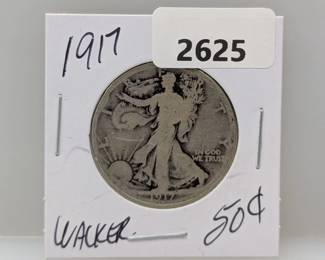 1917
2625
IN GOD
WE TRUST
1917
WALKER
50¢